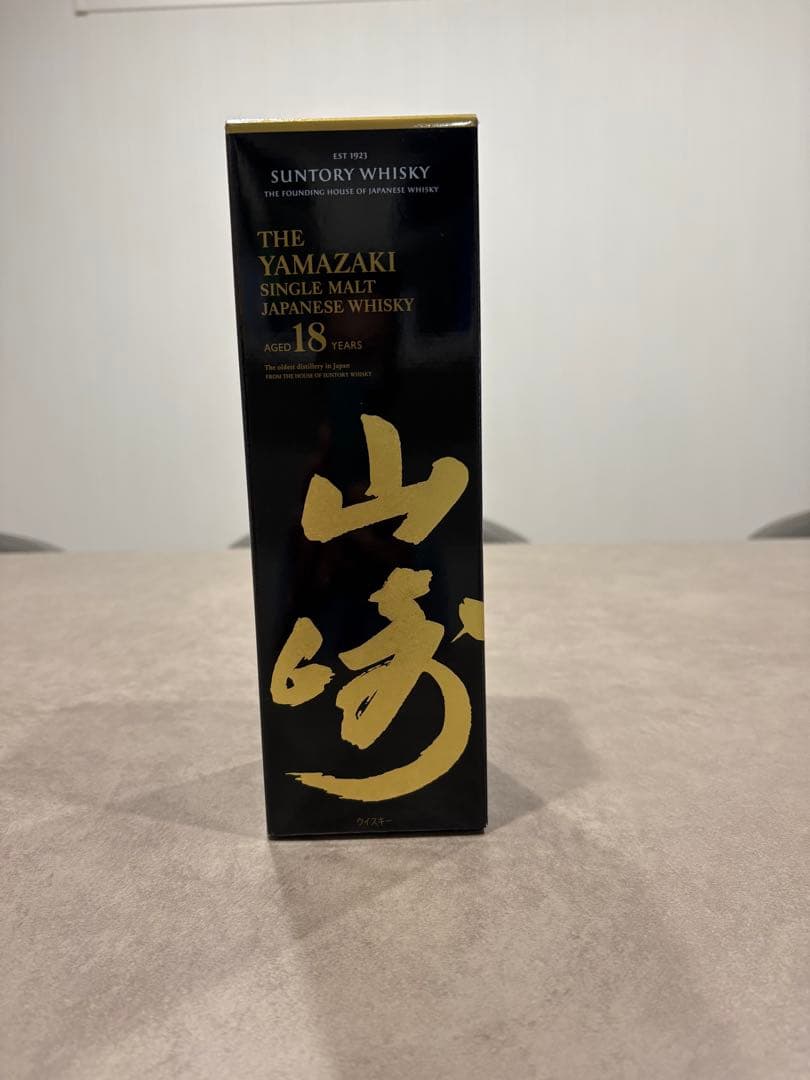 EST 1923
SUNTORY WHISKY
THE FOUNDING HOUSE OF JAPANESE WHISKY
THE
YAMAZAKI
SINGLE MALT
JAPANESE WHISKY
AGED 18 YEARS
The oldest distillery in Japan
FROM THE HOUSE OF SUNTORY WHISKY
山
崎
ウイスキー